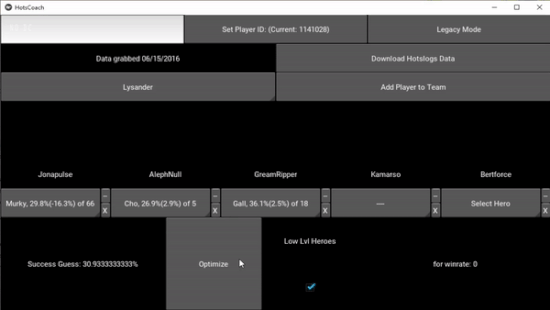 HotsCoach
Set Player ID: (Current: 1141028)
Legacy Mode
Data grabbed 06/15/2016
Download Hotslogs Data
Lysander
Add Player to Team
Jonapulse
AlephNull
GreamRipper
Kamarso
Bertforce
Murky, 29.8%(-16.3%) of 66
–
X
Cho, 26.9%(2.9%) of 5
–
X
Gall, 36.1%(2.5%) of 18
–
X
---
–
X
Select Hero
–
X
Success Guess: 30.9333333333%
Optimize
Low Lvl Heroes
for winrate: 0